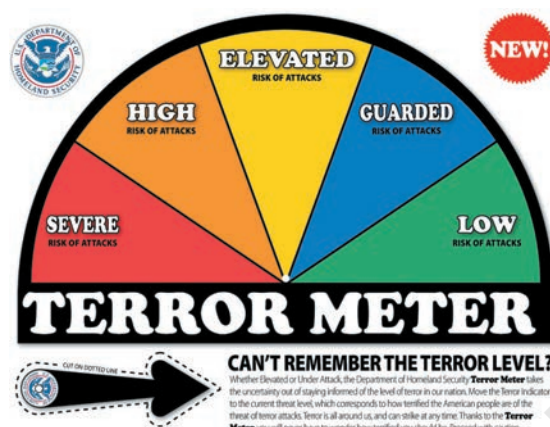 U.S. DEPARTMENT OF
HOMELAND SECURITY
NEW!
ELEVATED
RISK OF ATTACKS
HIGH
RISK OF ATTACKS
GUARDED
RISK OF ATTACKS
SEVERE
RISK OF ATTACKS
LOW
RISK OF ATTACKS
TERROR METER
CUT ON DOTTED LINE
CAN'T REMEMBER THE TERROR LEVEL?
Whether Elevated or Under Attack, the Department of Homeland Security Terror Meter takes
the uncertainty out of staying informed of the level of terror in our nation. Move the Terror Indicator
to the current threat level, which corresponds to how terrified the American people are of the
threat of terror attacks. Terror is all around us, and can strike at any time. Thanks to the Terror